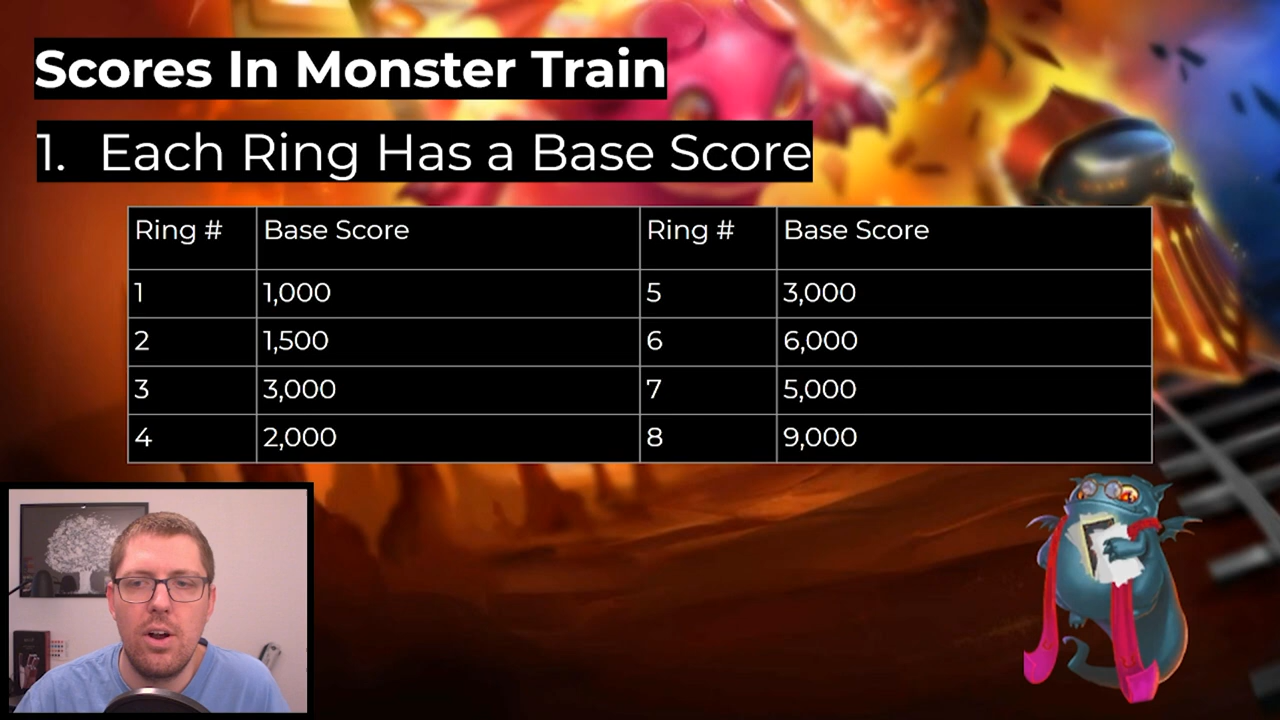 Scores In Monster Train
1. Each Ring Has a Base Score
Ring # Base Score Ring # Base Score
1 1,000 5 3,000
2 1,500 6 6,000
3 3,000 7 5,000
4 2,000 8 9,000